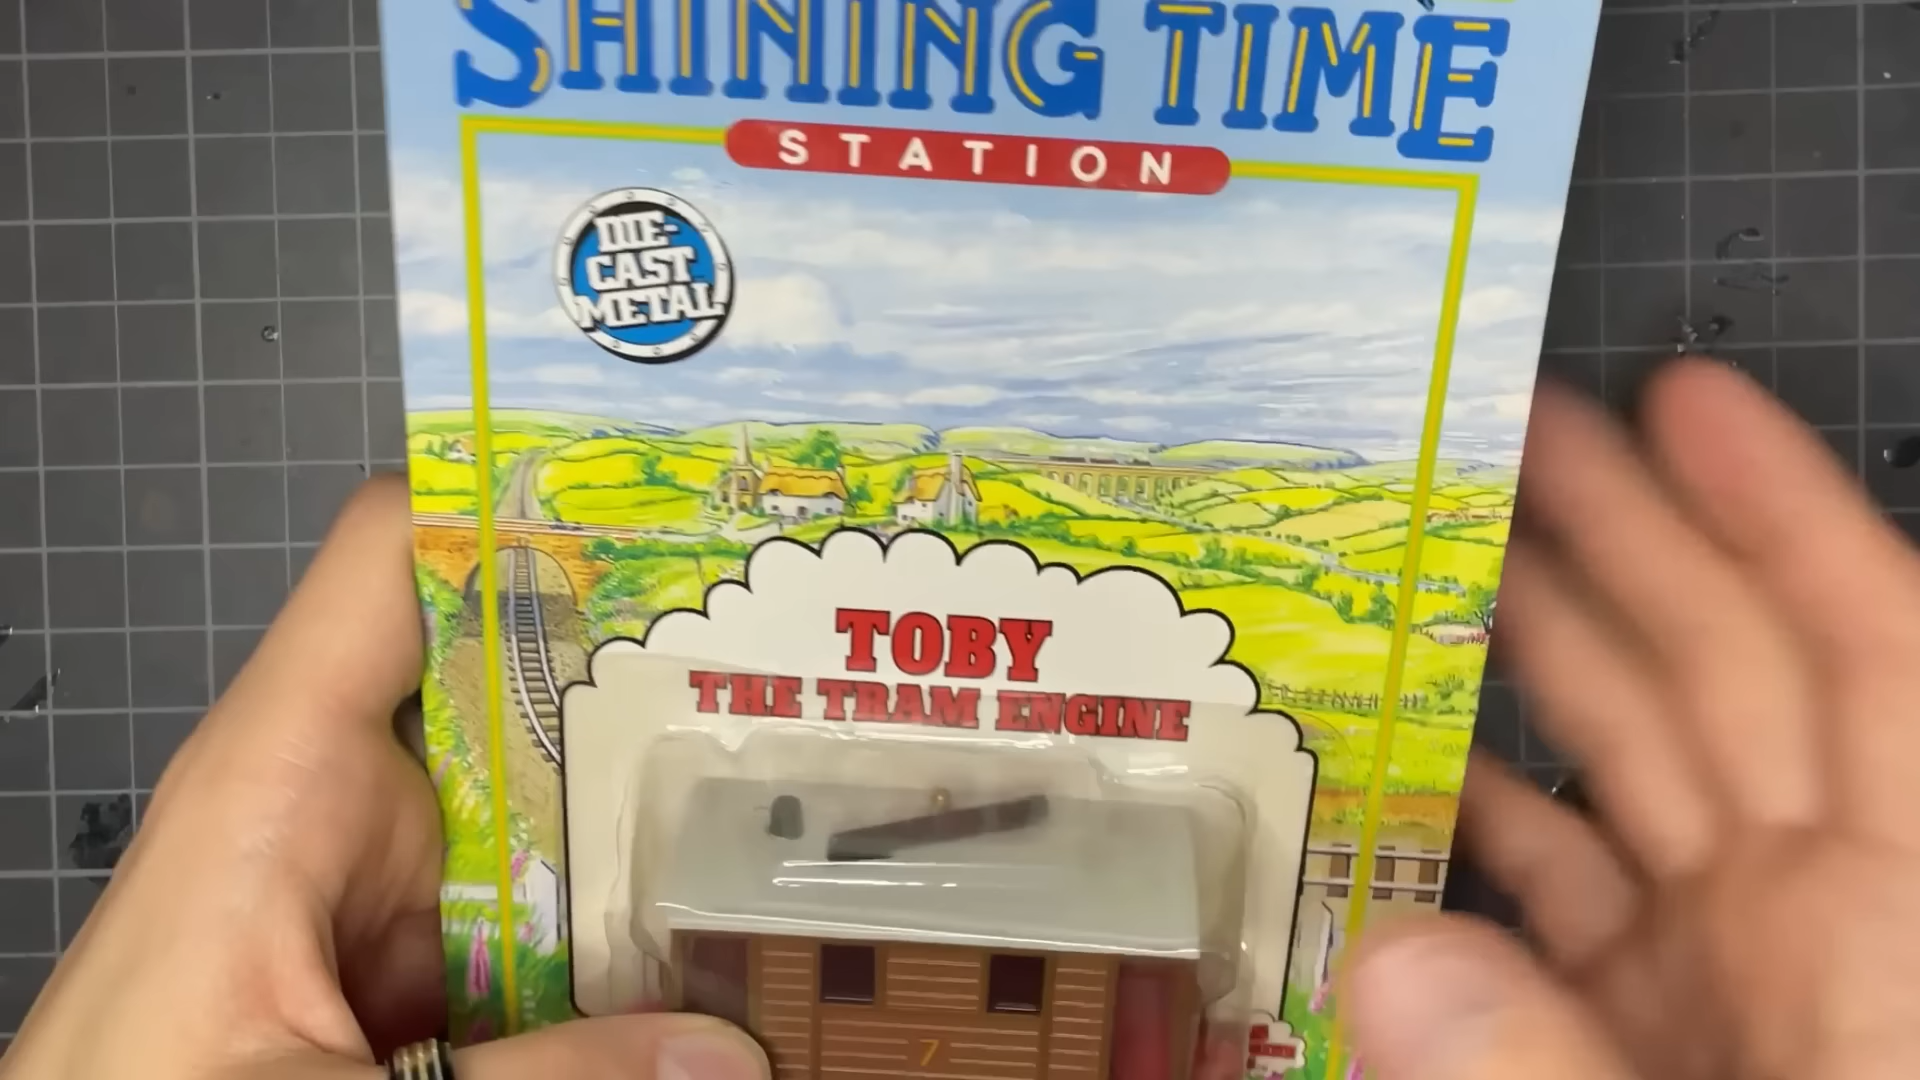 SHINING TIME
STATION
DIE-
CAST
METAL
TOBY
THE TRAM ENGINE
7